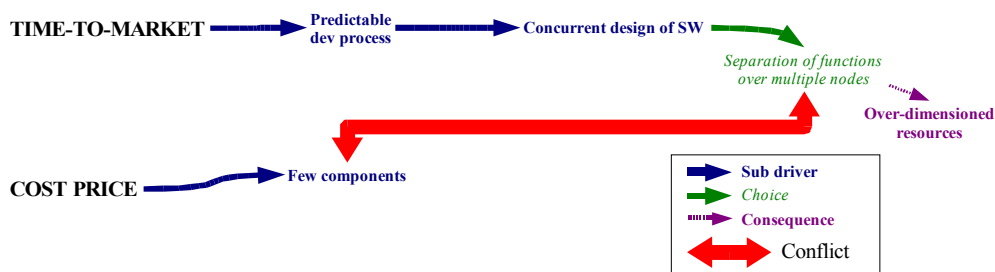 TIME-TO-MARKET
Predictable
dev process
Concurrent design of SW
Separation of functions
over multiple nodes
Over-dimensioned
resources
COST PRICE
Few components
Sub driver
Choice
Consequence
Conflict